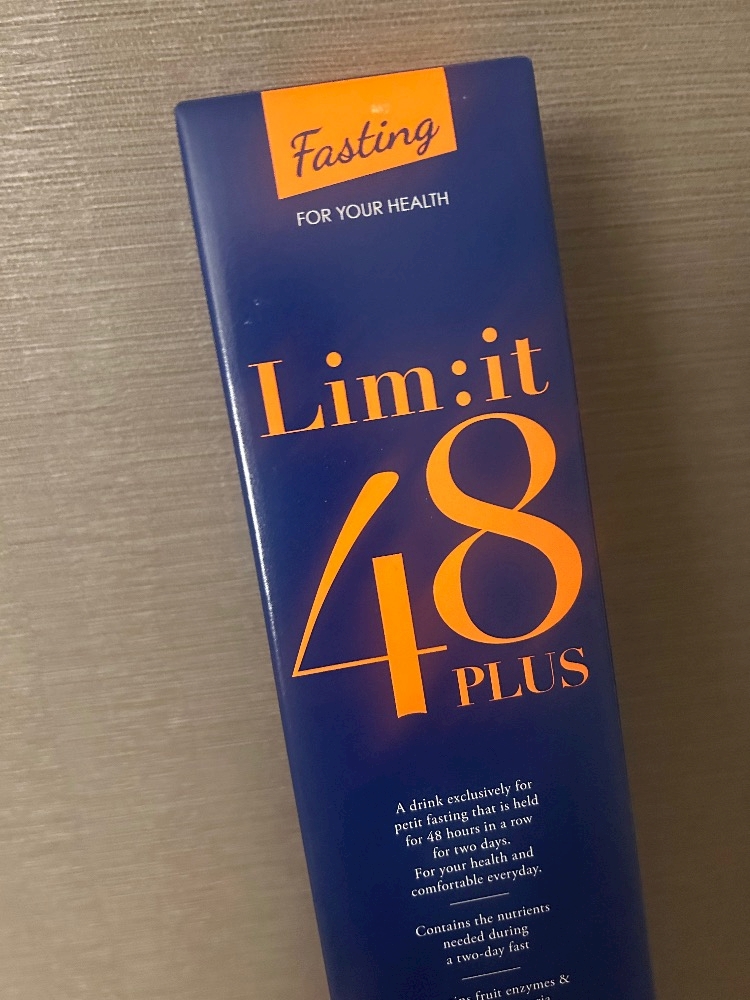 Fasting
FOR YOUR HEALTH
Lim:it
48
PLUS
A drink exclusively for
petit fasting that is held
for 48 hours in a row
for two days.
For your health and
comfortable everyday.
Contains the nutrients
needed during
a two-day fast
fruit enzymes &